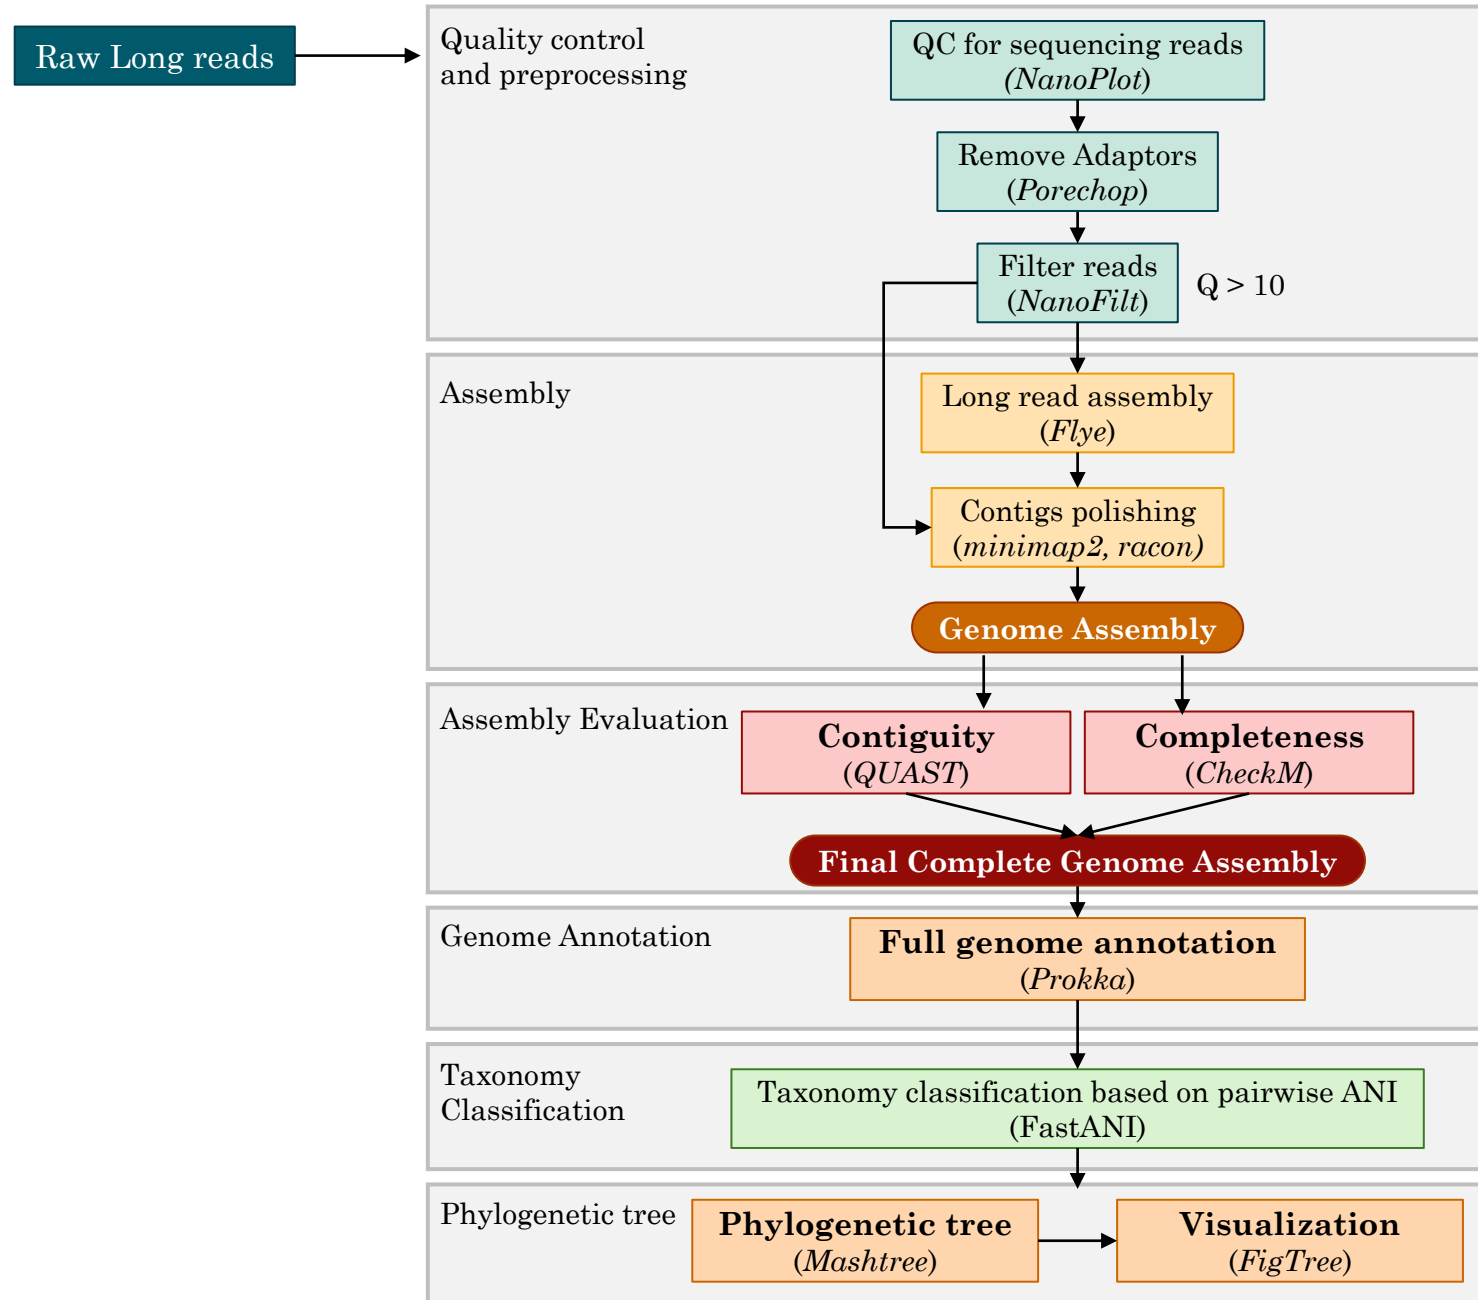 Raw Long reads
Quality control
and preprocessing
QC for sequencing reads
(NanoPlot)
Remove Adaptors
(Porechop)
Filter reads
(NanoFilt)
Q > 10
Assembly
Long read assembly
(Flye)
Contigs polishing
(minimap2, racon)
Genome Assembly
Assembly Evaluation
Contiguity
(QUAST)
Completeness
(CheckM)
Final Complete Genome Assembly
Genome Annotation
Full genome annotation
(Prokka)
Taxonomy
Classification
Taxonomy classification based on pairwise ANI
(FastANI)
Phylogenetic tree
Phylogenetic tree
(Mashtree)
Visualization
(FigTree)